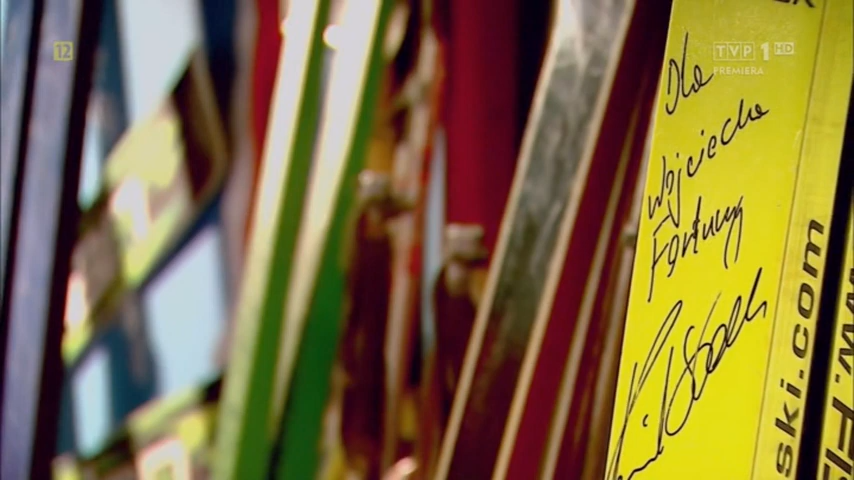 12
TVP 1 HD
PREMIERA
Dla
Wojciecha
Fortuny
ski.com